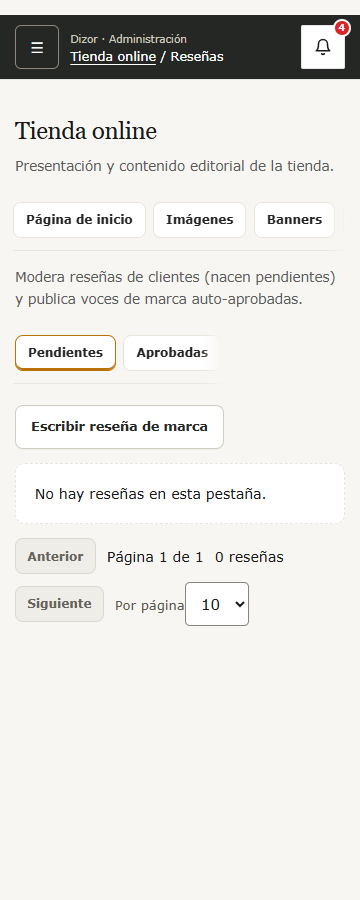 ☰
Dizor · Administración
Tienda online / Reseñas
4
Tienda online
Presentación y contenido editorial de la tienda.
Página de inicio Imágenes Banners
Modera reseñas de clientes (nacen pendientes)
y publica voces de marca auto-aprobadas.
Pendientes Aprobadas
Escribir reseña de marca
No hay reseñas en esta pestaña.
Anterior Página 1 de 1 0 reseñas
Siguiente Por página 10